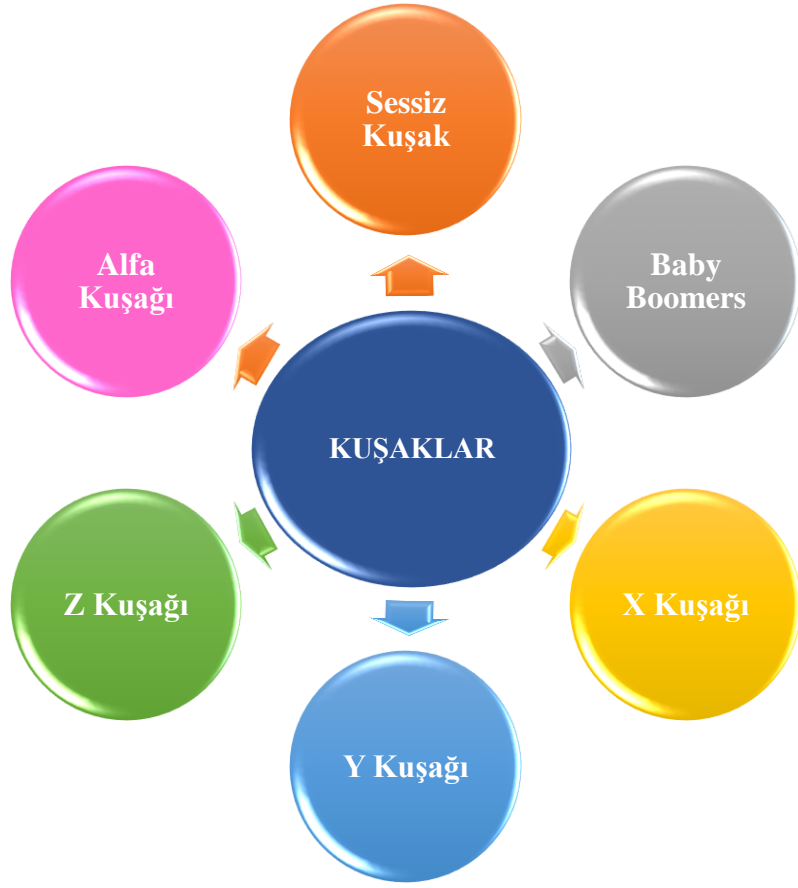 Sessiz
Kuşak
Baby
Boomers
X Kuşağı
Y Kuşağı
Z Kuşağı
Alfa
Kuşağı
KUŞAKLAR